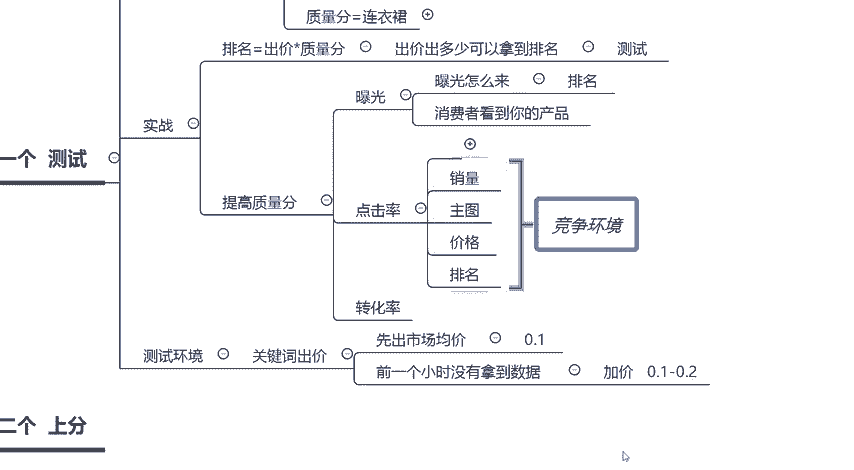 质量分=连衣裙
排名=出价*质量分 出价出多少可以拿到排名 测试
曝光怎么来 排名
曝光
消费者看到你的产品
实战
一个 测试
销量
提高质量分
点击率
主图
竞争环境
价格
排名
转化率
先出市场均价 0.1
测试环境 关键词出价
前一个小时没有拿到数据 加价 0.1-0.2
二个 上分